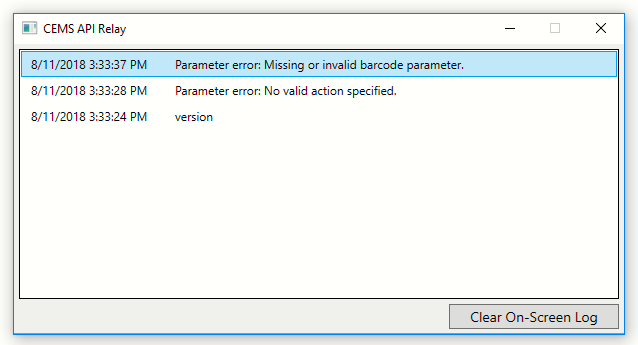 CEMS API Relay
8/11/2018 3:33:37 PM Parameter error: Missing or invalid barcode parameter.
8/11/2018 3:33:28 PM Parameter error: No valid action specified.
8/11/2018 3:33:24 PM version
Clear On-Screen Log